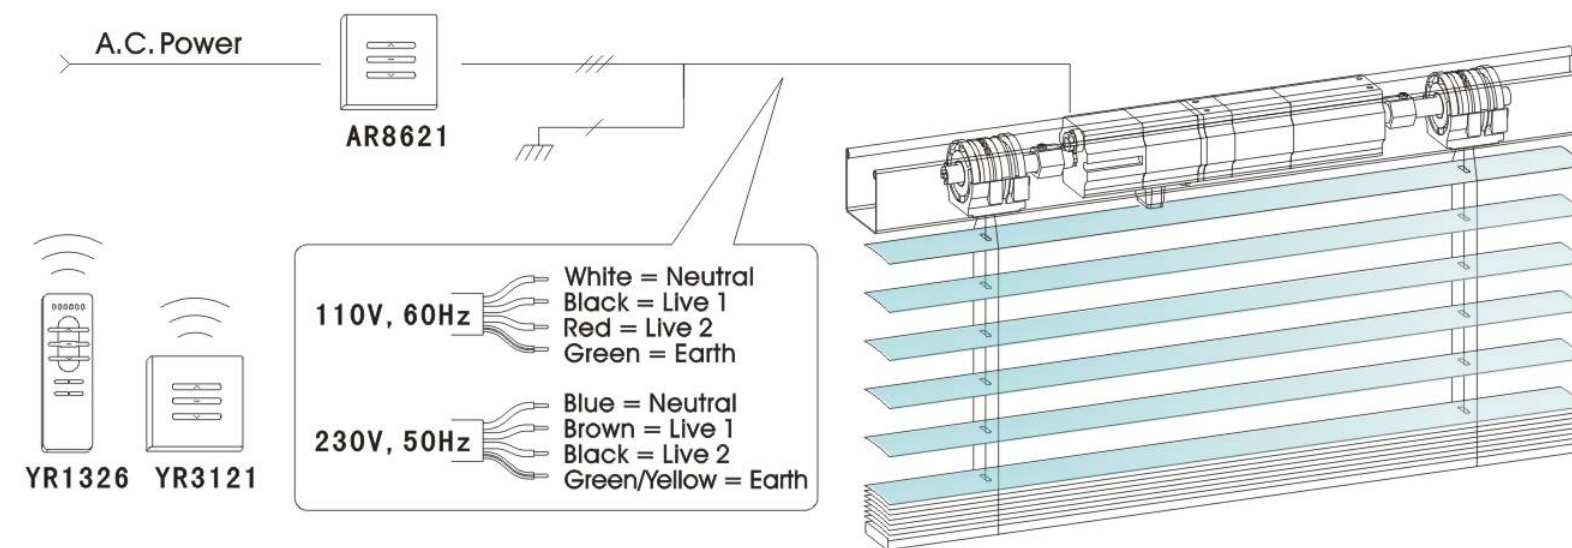 A.C. Power
AR8621
110V, 60Hz
White = Neutral
Black = Live 1
Red = Live 2
Green = Earth
230V, 50Hz
Blue = Neutral
Brown = Live 1
Black = Live 2
Green/Yellow = Earth
YR1326
YR3121